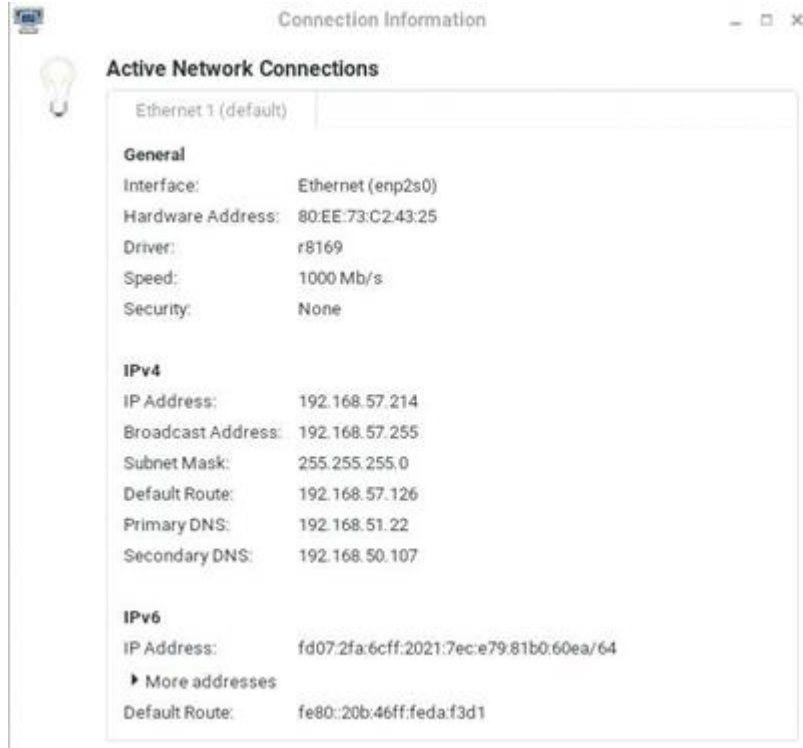 Connection Information
Active Network Connections
Ethernet 1 (default)
General
Interface: Ethernet (enp2s0)
Hardware Address: 80:EE:73:C2:43:25
Driver: r8169
Speed: 1000 Mb/s
Security: None
IPv4
IP Address: 192.168.57.214
Broadcast Address: 192.168.57.255
Subnet Mask: 255.255.255.0
Default Route: 192.168.57.126
Primary DNS: 192.168.51.22
Secondary DNS: 192.168.50.107
IPv6
IP Address: fd07:2fa:6cff:2021:7ec:e79:81b0:60ea/64
More addresses
Default Route: fe80::20b:46ff:feda:f3d1